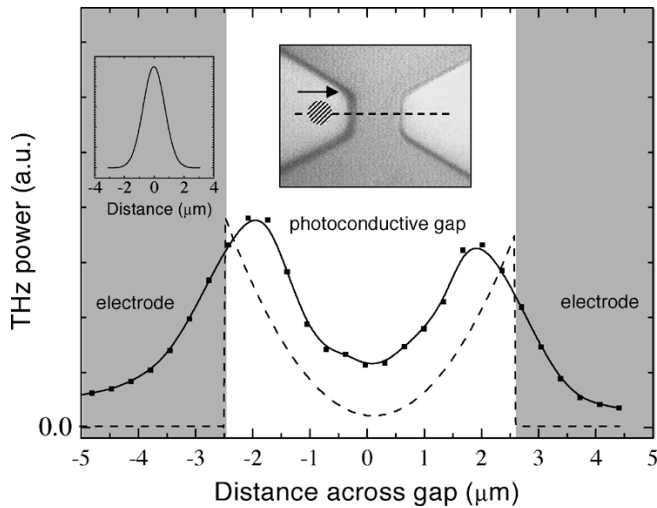 THz power (a.u.)
0.0
-4 -2 0 2 4
Distance (μm)
photoconductive gap
electrode
electrode
-5 -4 -3 -2 -1 0 1 2 3 4 5
Distance across gap (μm)